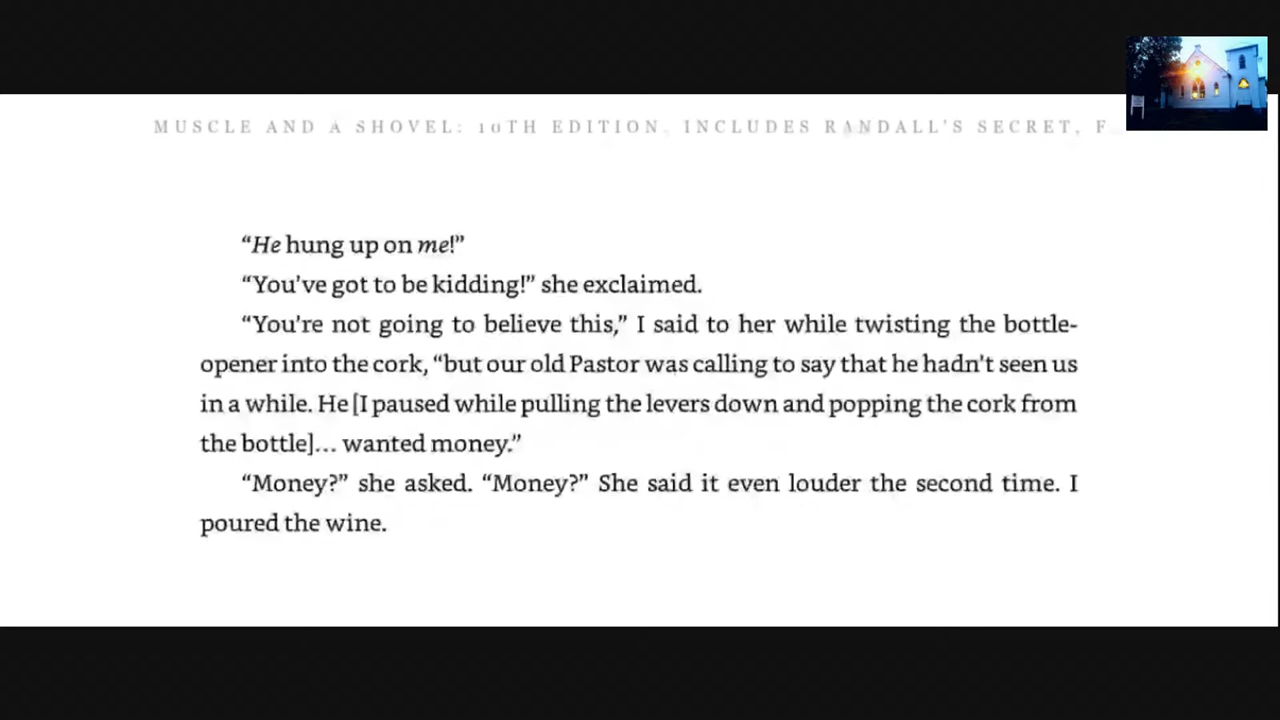 MUSCLE AND A SHOVEL: 10TH EDITION, INCLUDES RANDALL'S SECRET, F
“He hung up on me!”
“You've got to be kidding!” she exclaimed.
“You're not going to believe this,” I said to her while twisting the bottle-
opener into the cork, “but our old Pastor was calling to say that he hadn't seen us
in a while. He [I paused while pulling the levers down and popping the cork from
the bottle]... wanted money.”
“Money?” she asked. “Money?” She said it even louder the second time. I
poured the wine.